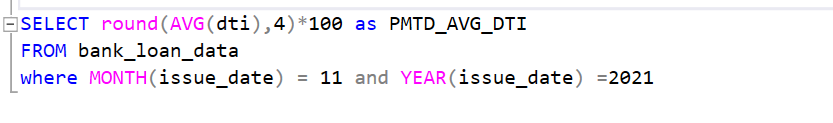 SELECT round(AVG(dti),4)*100 as PMTD_AVG_DTI
FROM bank_loan_data
where MONTH(issue_date) = 11 and YEAR(issue_date) =2021